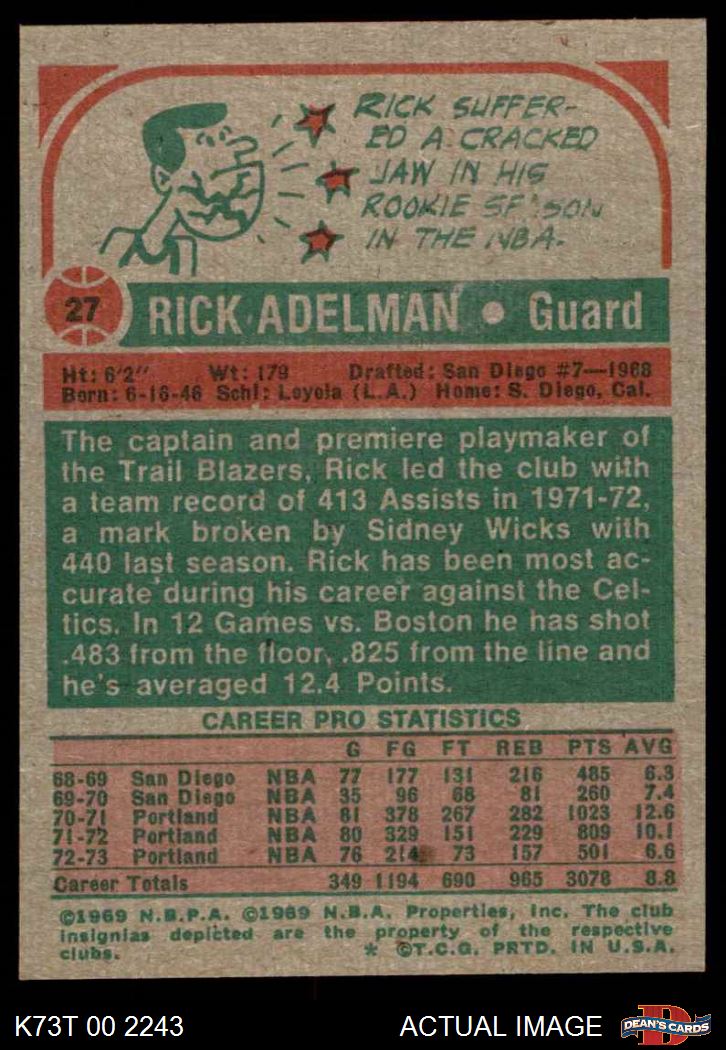 RICK SUFFER-
ED A CRACKED
JAW IN HIS
ROOKIE SEASON
IN THE NBA.
27 RICK ADELMAN • Guard
Ht: 6'2" Wt: 179 Drafted: San Diego #7—1968
Born: 6-16-46 Schl: Loyola (L.A.) Home: S. Diego, Cal.
The captain and premiere playmaker of
the Trail Blazers, Rick led the club with
a team record of 413 Assists in 1971-72,
a mark broken by Sidney Wicks with
440 last season. Rick has been most ac-
curate during his career against the Cel-
tics. In 12 Games vs. Boston he has shot
.483 from the floor, .825 from the line and
he's averaged 12.4 Points.
CAREER PRO STATISTICS
G FG FT REB PTS AVG
68-69 San Diego NBA 77 177 131 216 485 6.3
69-70 San Diego NBA 35 96 68 81 260 7.4
70-71 Portland NBA 81 378 267 282 1023 12.6
71-72 Portland NBA 80 329 151 229 809 10.1
72-73 Portland NBA 76 214 73 157 501 6.6
Career Totals 349 1194 690 965 3078 8.8
©1969 N.B.P.A. ©1969 N.B.A. Properties, Inc. The club
insignias depicted are the property of the respective
clubs. * ©T.C.G. PRTD. IN U.S.A.
K73T 00 2243 ACTUAL IMAGE D DEAN'S CARDS